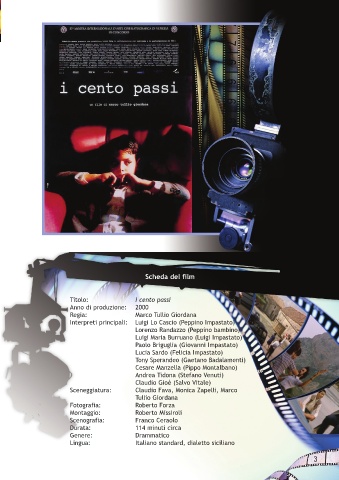 i cento passi
un film di marco tullio giordana
Scheda del film
Titolo: I cento passi
Anno di produzione: 2000
Regia: Marco Tullio Giordana
Interpreti principali: Luigi Lo Cascio (Peppino Impastato)
Lorenzo Randazzo (Peppino bambino)
Luigi Maria Burruano (Luigi Impastato)
Paolo Briguglia (Giovanni Impastato)
Lucia Sardo (Felicia Impastato)
Tony Sperandeo (Gaetano Badalamenti)
Cesare Manzella (Pippo Montalbano)
Andrea Tidona (Stefano Venuti)
Claudio Gioè (Salvo Vitale)
Sceneggiatura: Claudio Fava, Monica Zapelli, Marco
Tullio Giordana
Fotografia: Roberto Forza
Montaggio: Roberto Missiroli
Scenografia: Franco Ceraolo
Durata: 114 minuti circa
Genere: Drammatico
Lingua: Italiano standard, dialetto siciliano
3